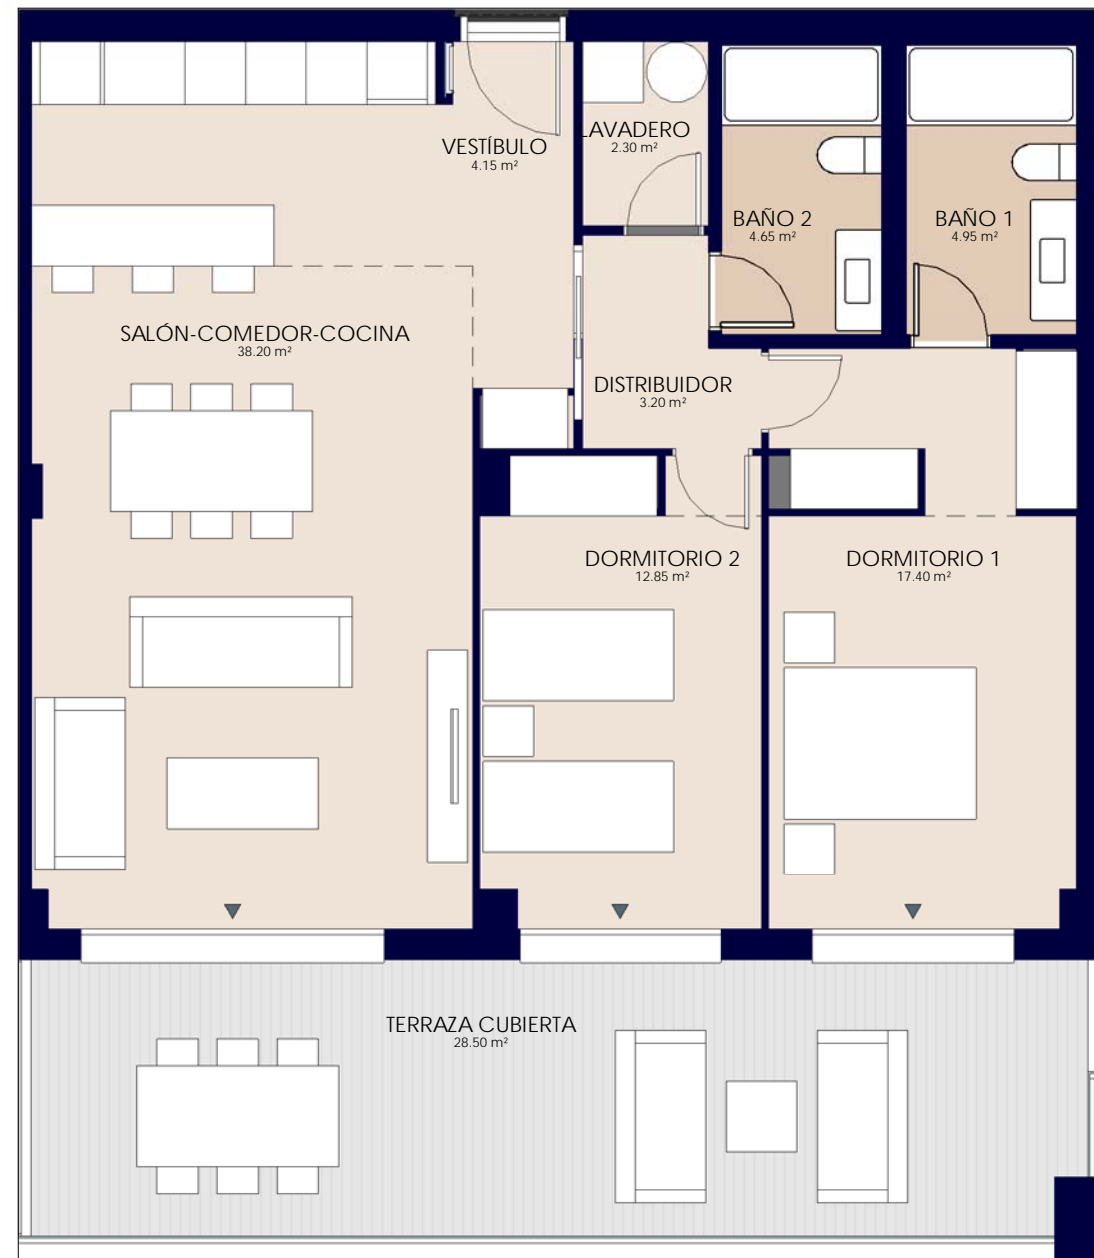 VESTÍBULO
4.15 m²
LAVADERO
2.30 m²
BAÑO 2
4.65 m²
BAÑO 1
4.95 m²
SALÓN-COMEDOR-COCINA
38.20 m²
DISTRIBUIDOR
3.20 m²
DORMITORIO 2
12.85 m²
DORMITORIO 1
17.40 m²
TERRAZA CUBIERTA
28.50 m²